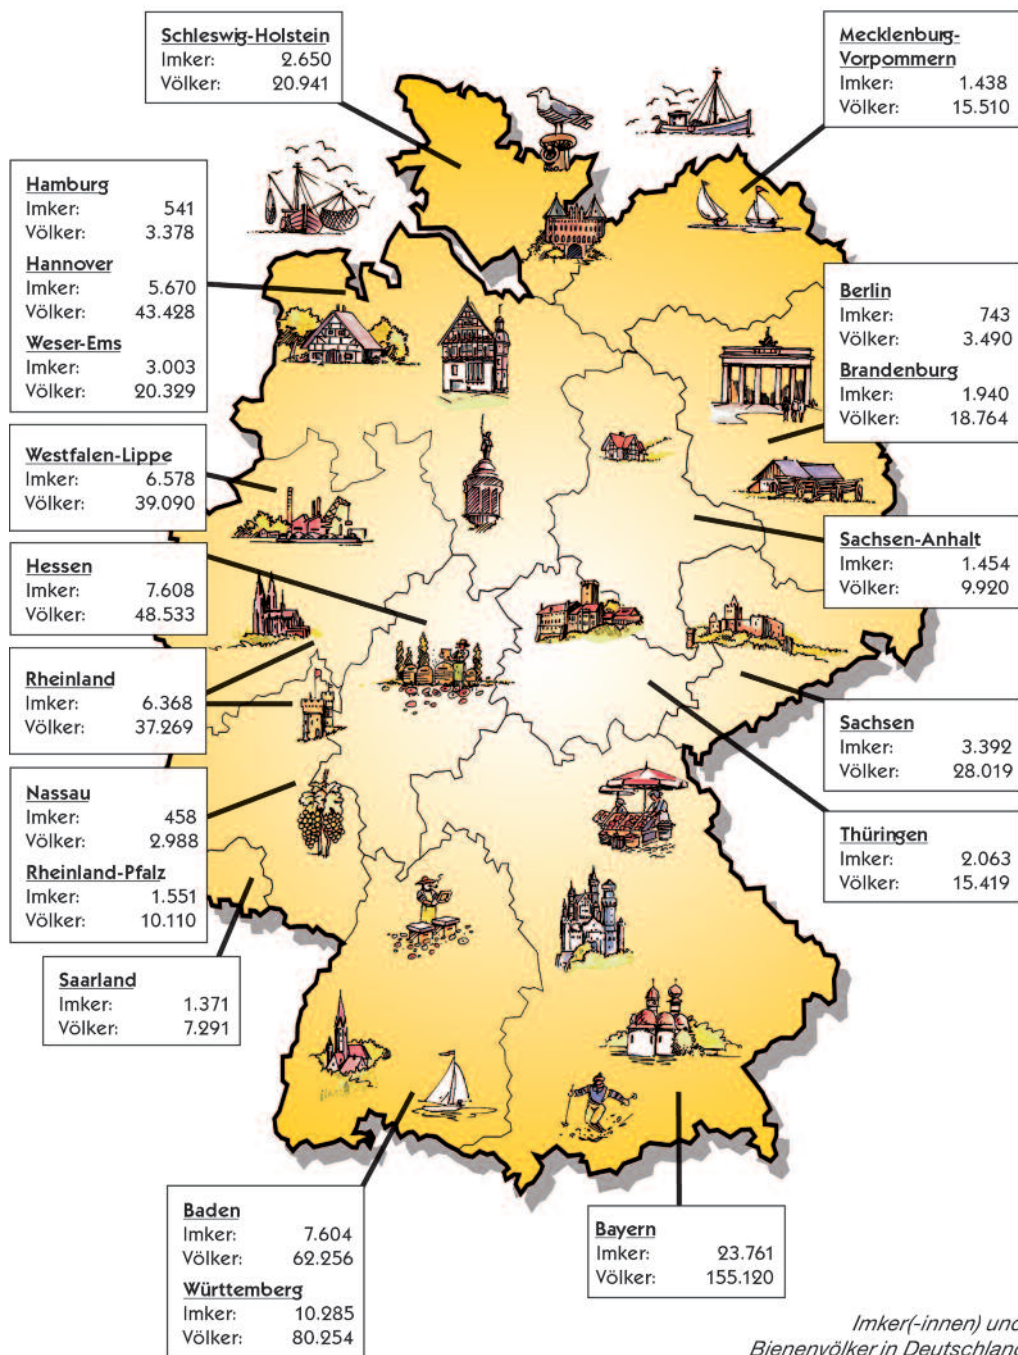 Schleswig-Holstein
Imker: 2.650
Völker: 20.941
Mecklenburg-
Vorpommern
Imker: 1.438
Völker: 15.510
Hamburg
Imker: 541
Völker: 3.378
Hannover
Imker: 5.670
Völker: 43.428
Weser-Ems
Imker: 3.003
Völker: 20.329
Berlin
Imker: 743
Völker: 3.490
Brandenburg
Imker: 1.940
Völker: 18.764
Westfalen-Lippe
Imker: 6.578
Völker: 39.090
Sachsen-Anhalt
Imker: 1.454
Völker: 9.920
Hessen
Imker: 7.608
Völker: 48.533
Rheinland
Imker: 6.368
Völker: 37.269
Sachsen
Imker: 3.392
Völker: 28.019
Nassau
Imker: 458
Völker: 2.988
Rheinland-Pfalz
Imker: 1.551
Völker: 10.110
Thüringen
Imker: 2.063
Völker: 15.419
Saarland
Imker: 1.371
Völker: 7.291
Baden
Imker: 7.604
Völker: 62.256
Württemberg
Imker: 10.285
Völker: 80.254
Bayern
Imker: 23.761
Völker: 155.120
Imker(-innen) und
Bienenvölker in Deutschland